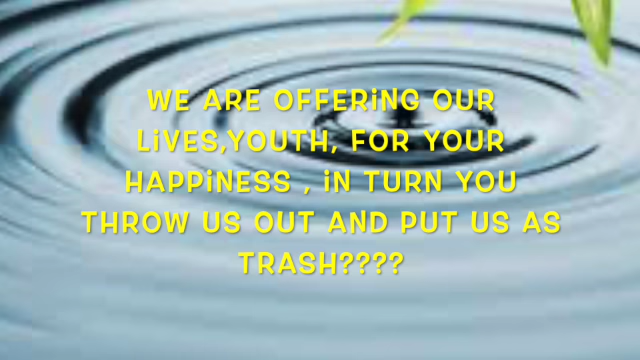 WE ARE OFFERiNG OUR
LiVES,YOUTH, FOR YOUR
HAPPiNESS , iN TURN YOU
THROW US OUT AND PUT US AS
TRASH????